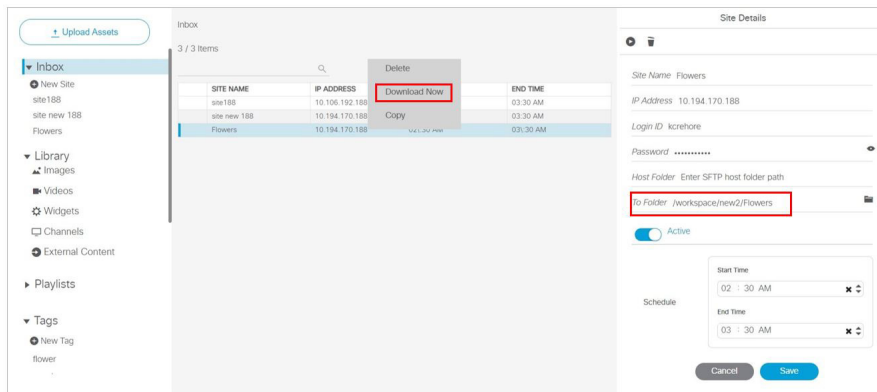 Upload Assets
Inbox
New Site
site188
site new 188
Flowers
Library
Images
Videos
Widgets
Channels
External Content
Playlists
Tags
New Tag
flower
Inbox
3 / 3 Items
Delete
Download Now
Copy
SITE NAME IP ADDRESS END TIME
site188 10.106.192.188 03:30 AM
site new 188 10.194.170.188 03:30 AM
Flowers 10.194.170.188 02\:30 AM 03\:30 AM
Site Details
Site Name Flowers
IP Address 10.194.170.188
Login ID kcrehore
Password ...........
Host Folder Enter SFTP host folder path
To Folder /workspace/new2/Flowers
Active
Schedule
Start Time
02 : 30 AM
End Time
03 : 30 AM
Cancel Save